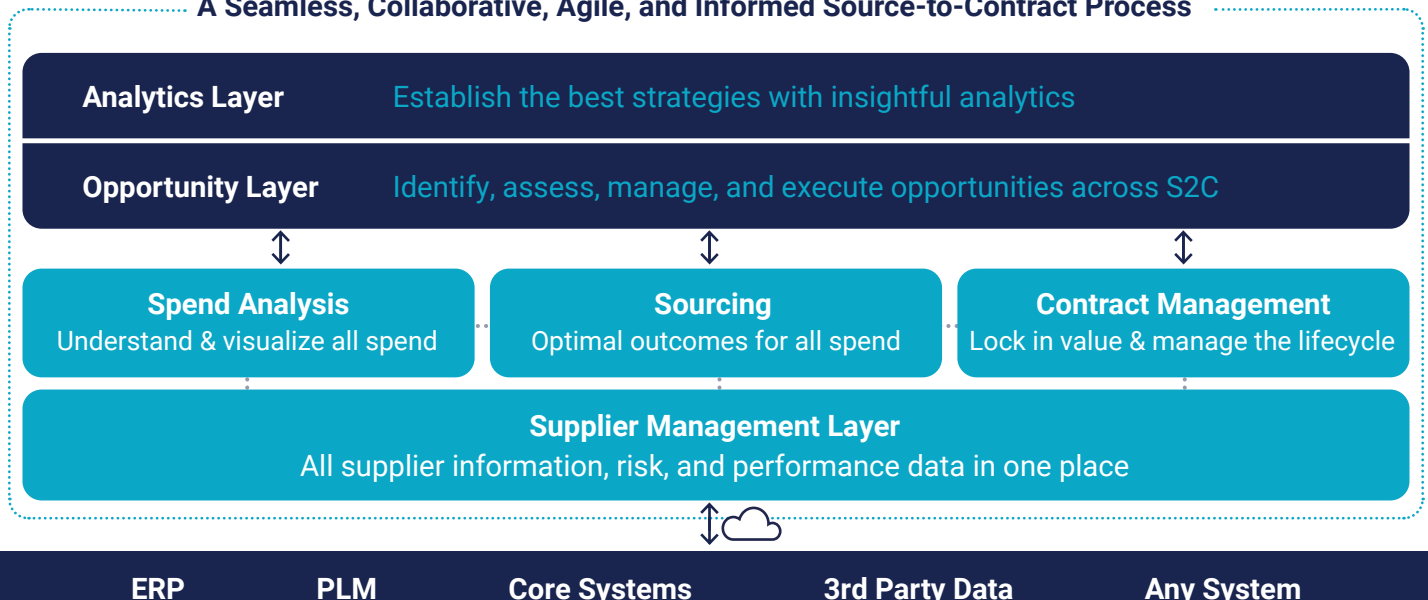 A Seamless, Collaborative, Agile, and Informed Source-to-Contract Process
Analytics Layer Establish the best strategies with insightful analytics
Opportunity Layer Identify, assess, manage, and execute opportunities across S2C
Spend Analysis
Understand & visualize all spend
Sourcing
Optimal outcomes for all spend
Contract Management
Lock in value & manage the lifecycle
Supplier Management Layer
All supplier information, risk, and performance data in one place
ERP PLM Core Systems 3rd Party Data Any System